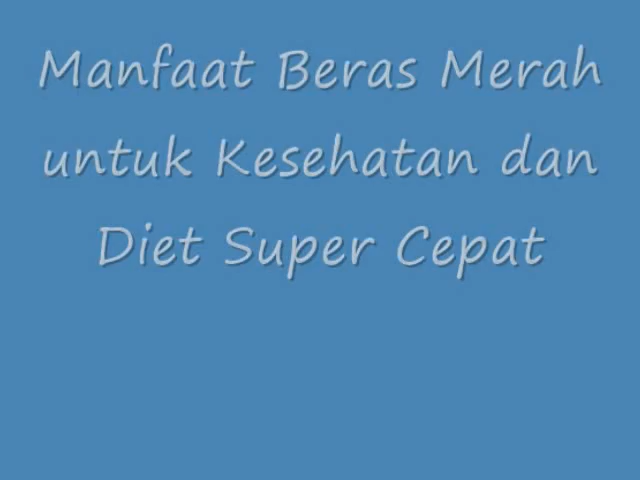 Manfaat Beras Merah
untuk Kesehatan dan
Diet Super Cepat